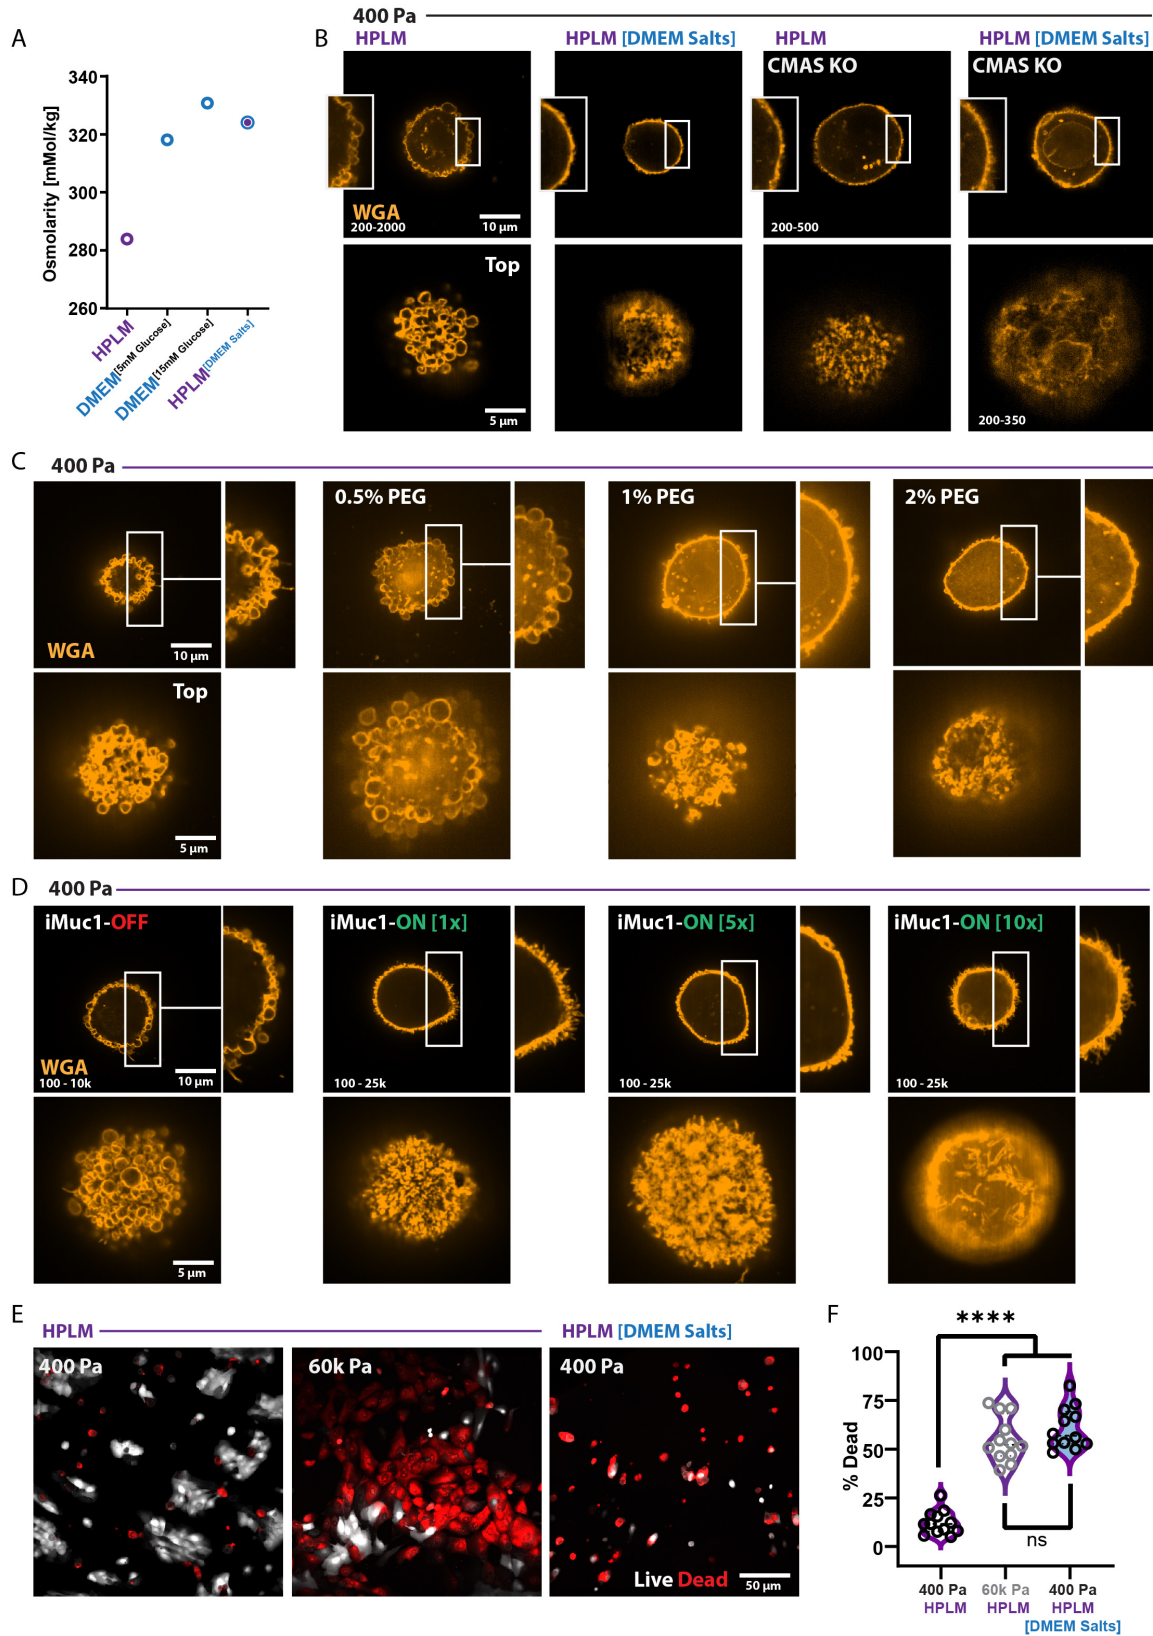 A
340
320
300
280
260
Osmolarity [mMol/kg]
HPLM
DMEM[5mM Glucose]
DMEM[15mM Glucose]
HPLM[DMEM Salts]
B
400 Pa
HPLM
HPLM [DMEM Salts]
HPLM
HPLM [DMEM Salts]
CMAS KO
CMAS KO
WGA
200-2000
10 µm
200-500
Top
5 µm
200-350
C
400 Pa
0.5% PEG
1% PEG
2% PEG
WGA
10 µm
Top
5 µm
D
400 Pa
iMuc1-OFF
iMuc1-ON [1x]
iMuc1-ON [5x]
iMuc1-ON [10x]
WGA
100 - 10k
10 µm
100 - 25k
100 - 25k
100 - 25k
5 µm
E
HPLM
HPLM [DMEM Salts]
400 Pa
60k Pa
400 Pa
Live Dead
50 µm
F
****
100
75
50
25
0
% Dead
ns
400 Pa
HPLM
60k Pa
HPLM
400 Pa
HPLM
[DMEM Salts]